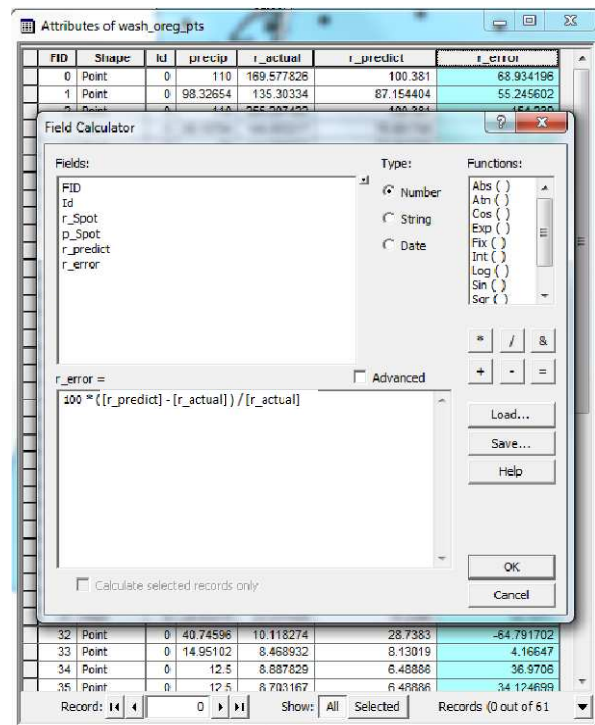 Attributes of wash_oreg_pts
FID Shape Id precip r_actual r_predict r_error
0 Point 0 110 169.577826 100.381 68.934196
1 Point 0 98.32654 135.30334 87.154404 55.245602
Field Calculator
Fields:
Type:
Functions:
FID
Id
r_Spot
p_Spot
r_predict
r_error
Number
String
Date
Abs ( )
Atn ( )
Cos ( )
Exp ( )
Fix ( )
Int ( )
Log ( )
Sin ( )
Sqr ( )
* / &
+ - =
r_error =
Advanced
100 * ( [r_predict] - [r_actual] ) / [r_actual]
Load...
Save...
Help
Calculate selected records only
OK
Cancel
32 Point 0 40.74596 10.118274 28.7383 -64.791702
33 Point 0 14.95102 8.468932 8.13019 4.16647
34 Point 0 12.5 8.887829 6.48886 36.9706
35 Point 0 12.5 8.703167 6.48886 34.124699
Record: 0 Show: All Selected Records (0 out of 61